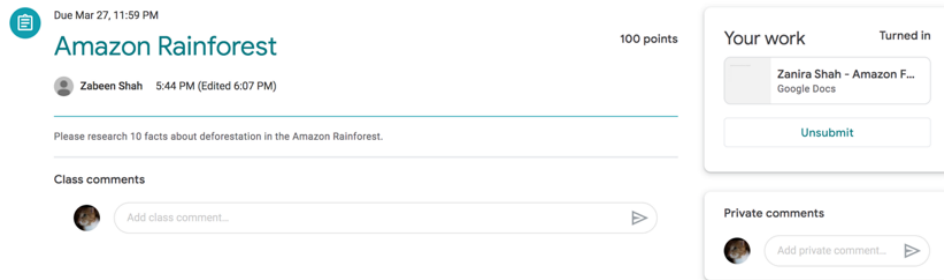 Due Mar 27, 11:59 PM
Amazon Rainforest
100 points
Zabeen Shah 5:44 PM (Edited 6:07 PM)
Please research 10 facts about deforestation in the Amazon Rainforest.
Class comments
Add class comment...
Your work
Turned in
Zanira Shah - Amazon F...
Google Docs
Unsubmit
Private comments
Add private comment...